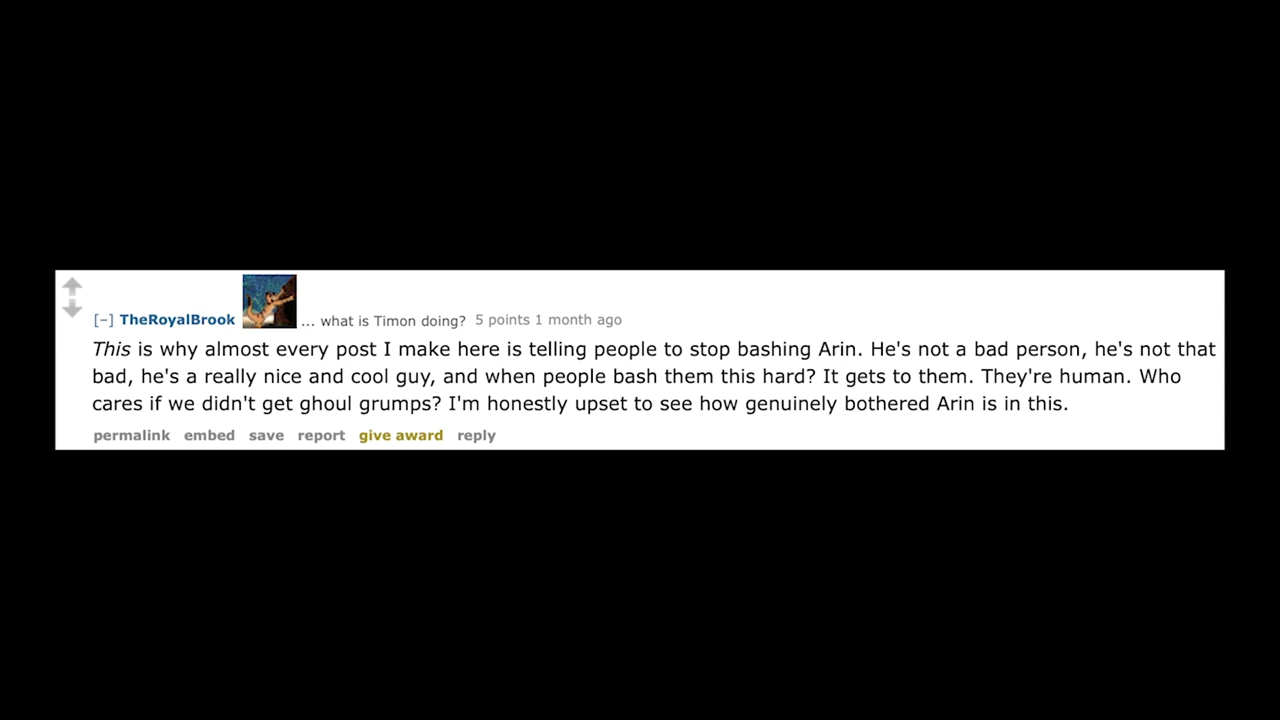 [–] TheRoyalBrook ... what is Timon doing? 5 points 1 month ago
This is why almost every post I make here is telling people to stop bashing Arin. He's not a bad person, he's not that
bad, he's a really nice and cool guy, and when people bash them this hard? It gets to them. They're human. Who
cares if we didn't get ghoul grumps? I'm honestly upset to see how genuinely bothered Arin is in this.
permalink embed save report give award reply